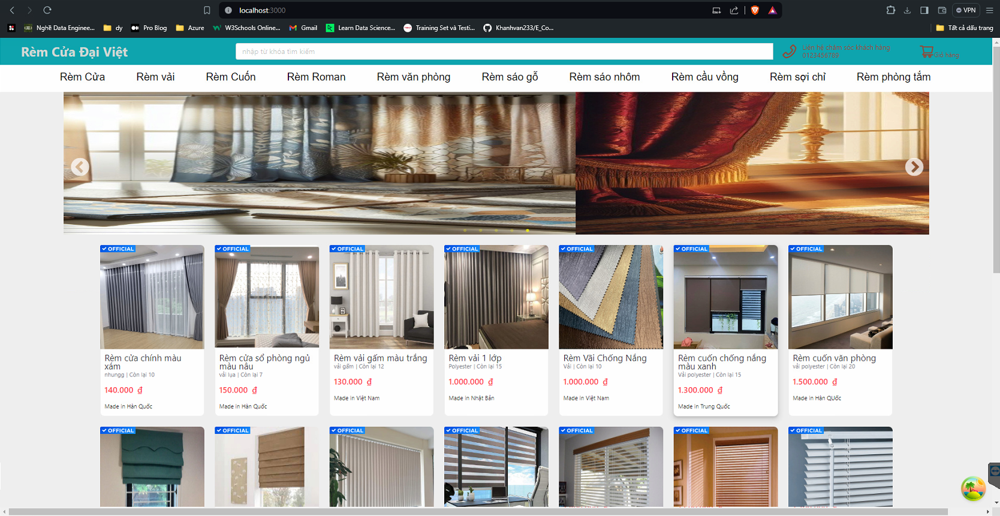 localhost:3000
VPN
Nghề Data Enginee...
dy
Pro Blog
Azure
W3Schools Online...
Gmail
Learn Data Science...
Training Set và Testi...
Khanhvan233/E_Co...
Tất cả dấu trang
Rèm Cửa Đại Việt
nhập từ khóa tìm kiếm
Liên hệ chăm sóc khách hàng
0123456789
Giỏ hàng
Rèm Cửa
Rèm vải
Rèm Cuốn
Rèm Roman
Rèm văn phòng
Rèm sáo gỗ
Rèm sáo nhôm
Rèm cầu vồng
Rèm sợi chỉ
Rèm phòng tắm
OFFICIAL
Rèm cửa chính màu
xám
nhungg | Còn lại 10
140.000 ₫
Made in Hàn Quốc
OFFICIAL
Rèm cửa sổ phòng ngủ
màu nâu
vải lụa | Còn lại 7
150.000 ₫
Made in Hàn Quốc
OFFICIAL
Rèm vải gấm màu trắng
vải gấm | Còn lại 12
130.000 ₫
Made in Việt Nam
OFFICIAL
Rèm vải 1 lớp
Polyester | Còn lại 15
1.000.000 ₫
Made in Nhật Bản
OFFICIAL
Rèm Vãi Chống Nắng
Vải | Còn lại 10
1.000.000 ₫
Made in Việt Nam
OFFICIAL
Rèm cuốn chống nắng
màu xanh
Vải polyester | Còn lại 15
1.300.000 ₫
Made in Trung Quốc
OFFICIAL
Rèm cuốn văn phòng
vải polyester | Còn lại 20
1.500.000 ₫
Made in Hàn QUốc
OFFICIAL
OFFICIAL
OFFICIAL
OFFICIAL
OFFICIAL
OFFICIAL
OFFICIAL